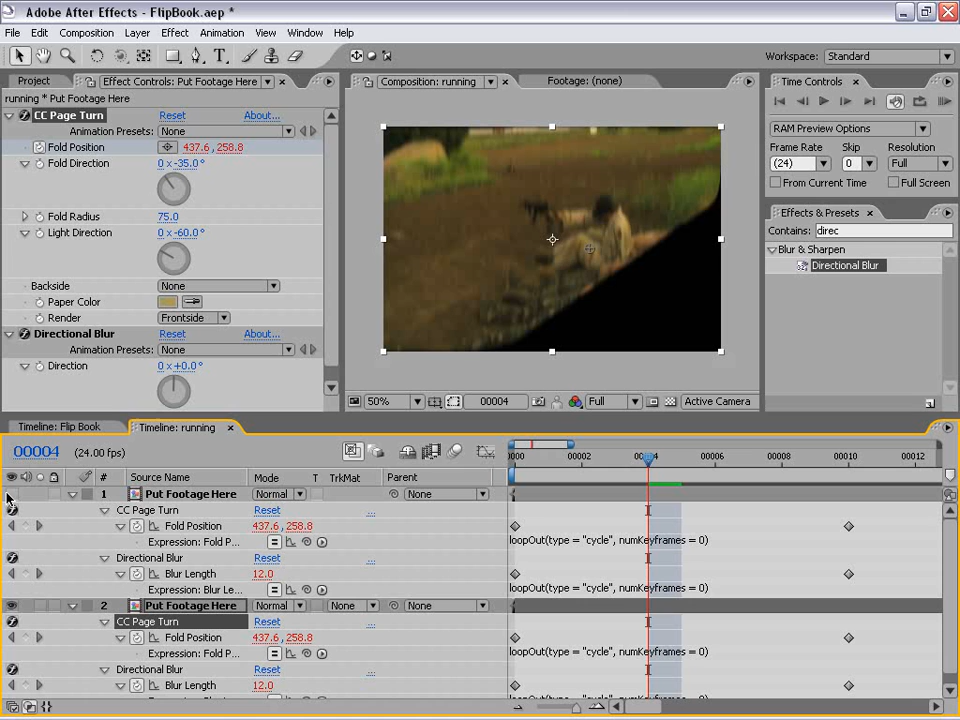 Adobe After Effects - FlipBook.aep *
File Edit Composition Layer Effect Animation View Window Help
Workspace: Standard
Project Effect Controls: Put Footage Here
running * Put Footage Here
CC Page Turn Reset About...
Animation Presets: None
Fold Position 437.6, 258.8
Fold Direction 0 x -35.0 °
Fold Radius 75.0
Light Direction 0 x -60.0 °
Backside None
Paper Color
Render Frontside
Directional Blur Reset About...
Animation Presets: None
Direction 0 x +0.0 °
Composition: running Footage: (none)
50% 00004 Full Active Camera
Time Controls
RAM Preview Options
Frame Rate Skip Resolution
(24) 0 Full
From Current Time Full Screen
Effects & Presets
Contains: direc
Blur & Sharpen
Directional Blur
Timeline: Flip Book Timeline: running
00004 (24.00 fps)
0000 00002 00004 00006 00008 00010 00012
# Source Name Mode T TrkMat Parent
1 Put Footage Here Normal None
CC Page Turn Reset ...
Fold Position 437.6, 258.8
Expression: Fold P... loopOut(type = "cycle", numKeyframes = 0)
Directional Blur Reset ...
Blur Length 12.0
Expression: Blur Le... loopOut(type = "cycle", numKeyframes = 0)
2 Put Footage Here Normal None None
CC Page Turn Reset ...
Fold Position 437.6, 258.8
Expression: Fold P... loopOut(type = "cycle", numKeyframes = 0)
Directional Blur Reset ...
Blur Length 12.0